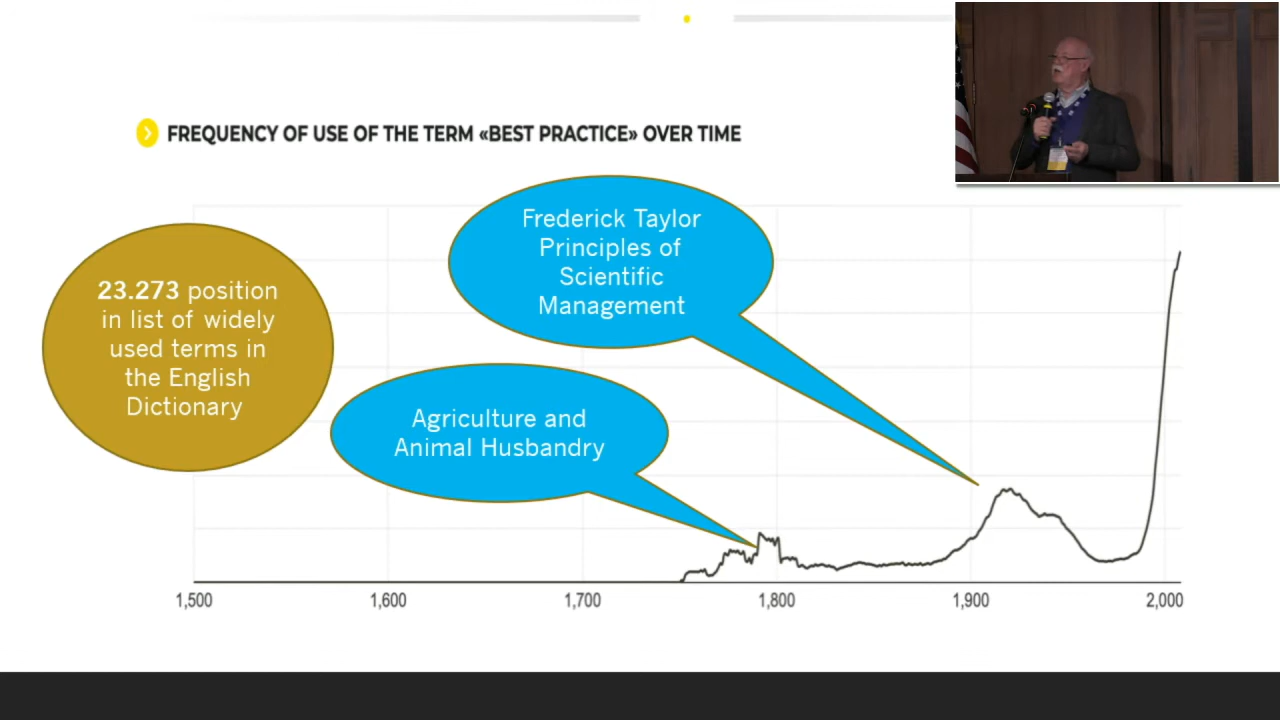 FREQUENCY OF USE OF THE TERM «BEST PRACTICE» OVER TIME
Frederick Taylor
Principles of
Scientific
Management
23.273 position
in list of widely
used terms in
the English
Dictionary
Agriculture and
Animal Husbandry
1,500 1,600 1,700 1,800 1,900 2,000